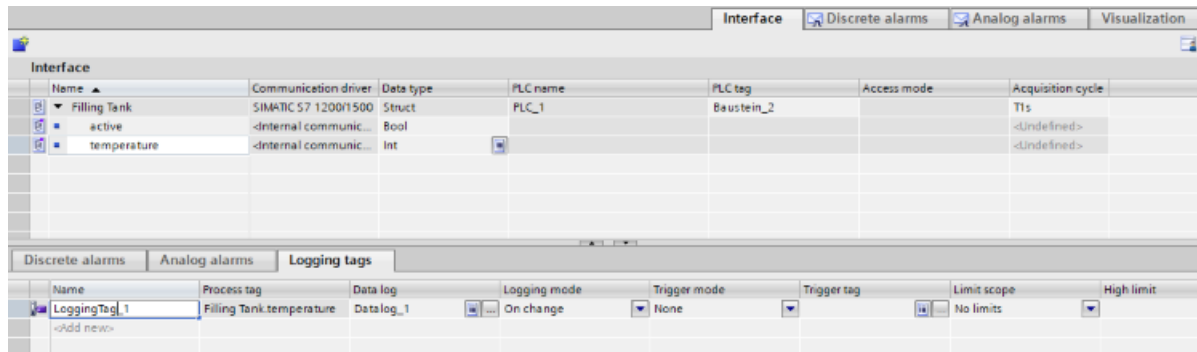 Interface Discrete alarms Analog alarms Visualization
Interface
Name Communication driver Data type PLC name PLC tag Access mode Acquisition cycle
Filling Tank SIMATIC S7 1200/1500 Struct PLC_1 Baustein_2 T1s
active <Internal communic... Bool <Undefined>
temperature <Internal communic... Int <Undefined>
Discrete alarms Analog alarms Logging tags
Name Process tag Data log Logging mode Trigger mode Trigger tag Limit scope High limit
LoggingTag_1 Filling Tank.temperature Datalog_1 ... On change None No limits
<Add new>